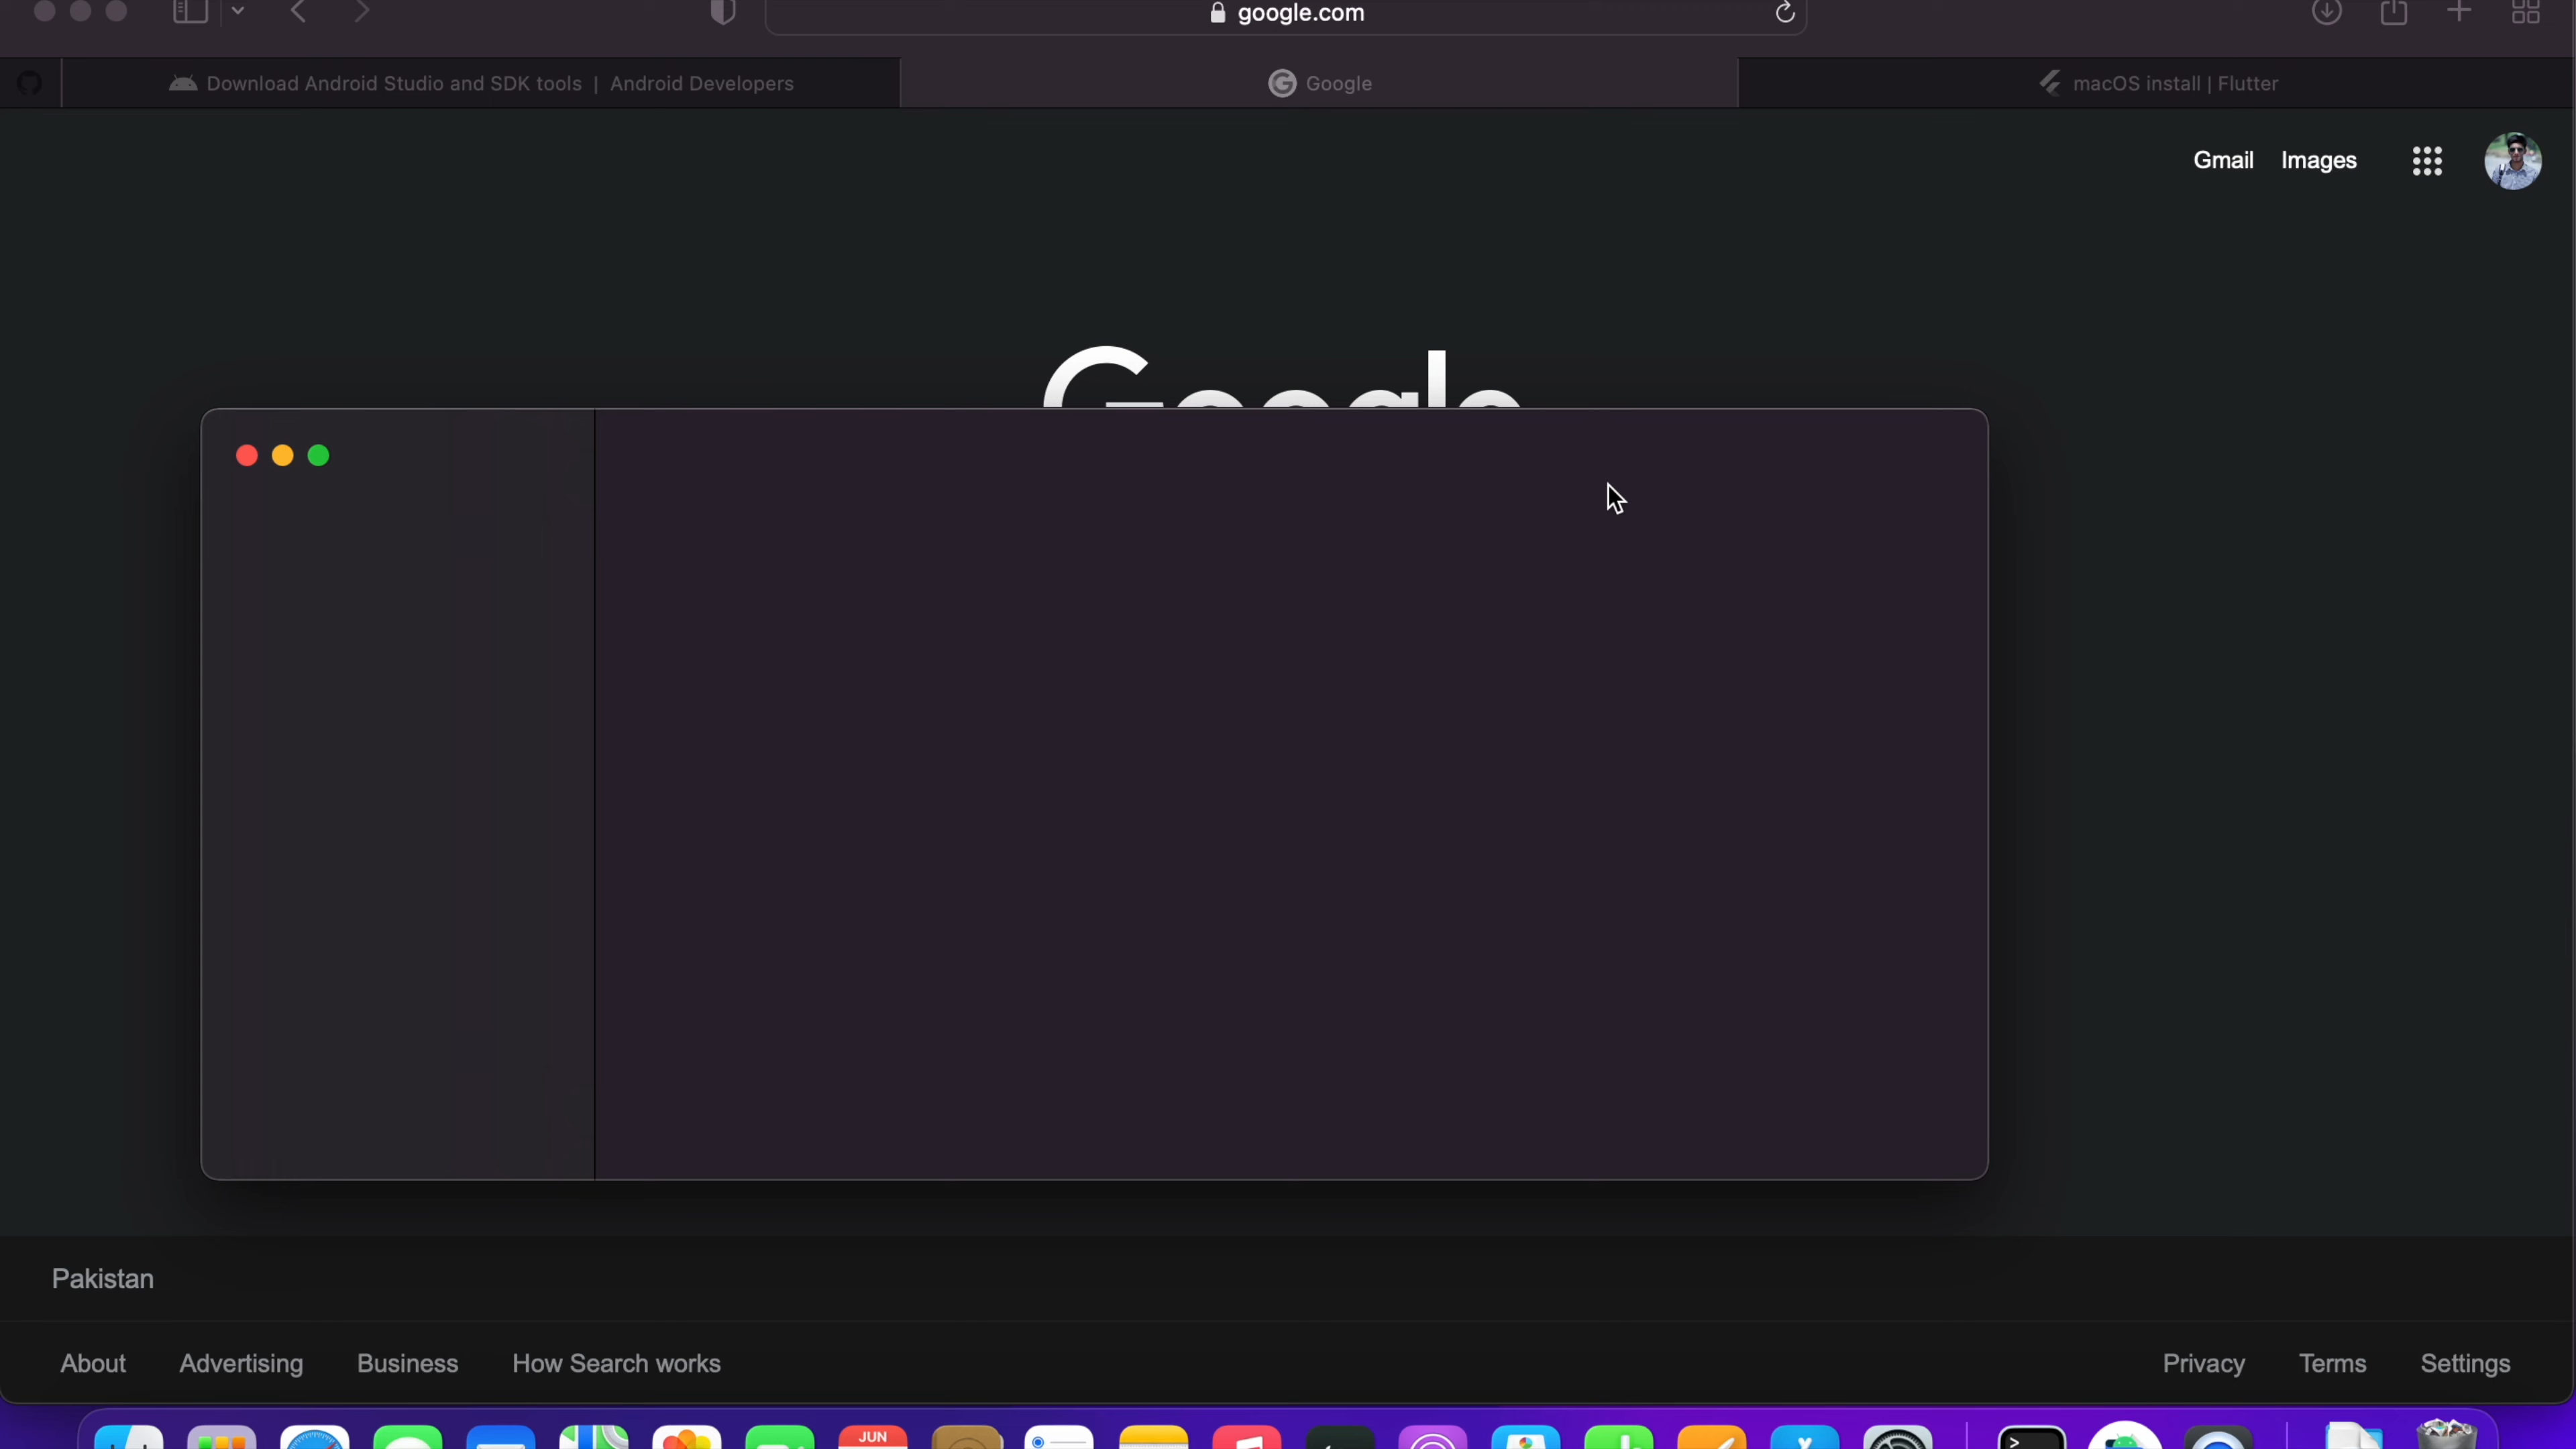 google.com
Download Android Studio and SDK tools | Android Developers
Google
macOS install | Flutter
Gmail
Images
Google
Pakistan
About
Advertising
Business
How Search works
Privacy
Terms
Settings
JUN